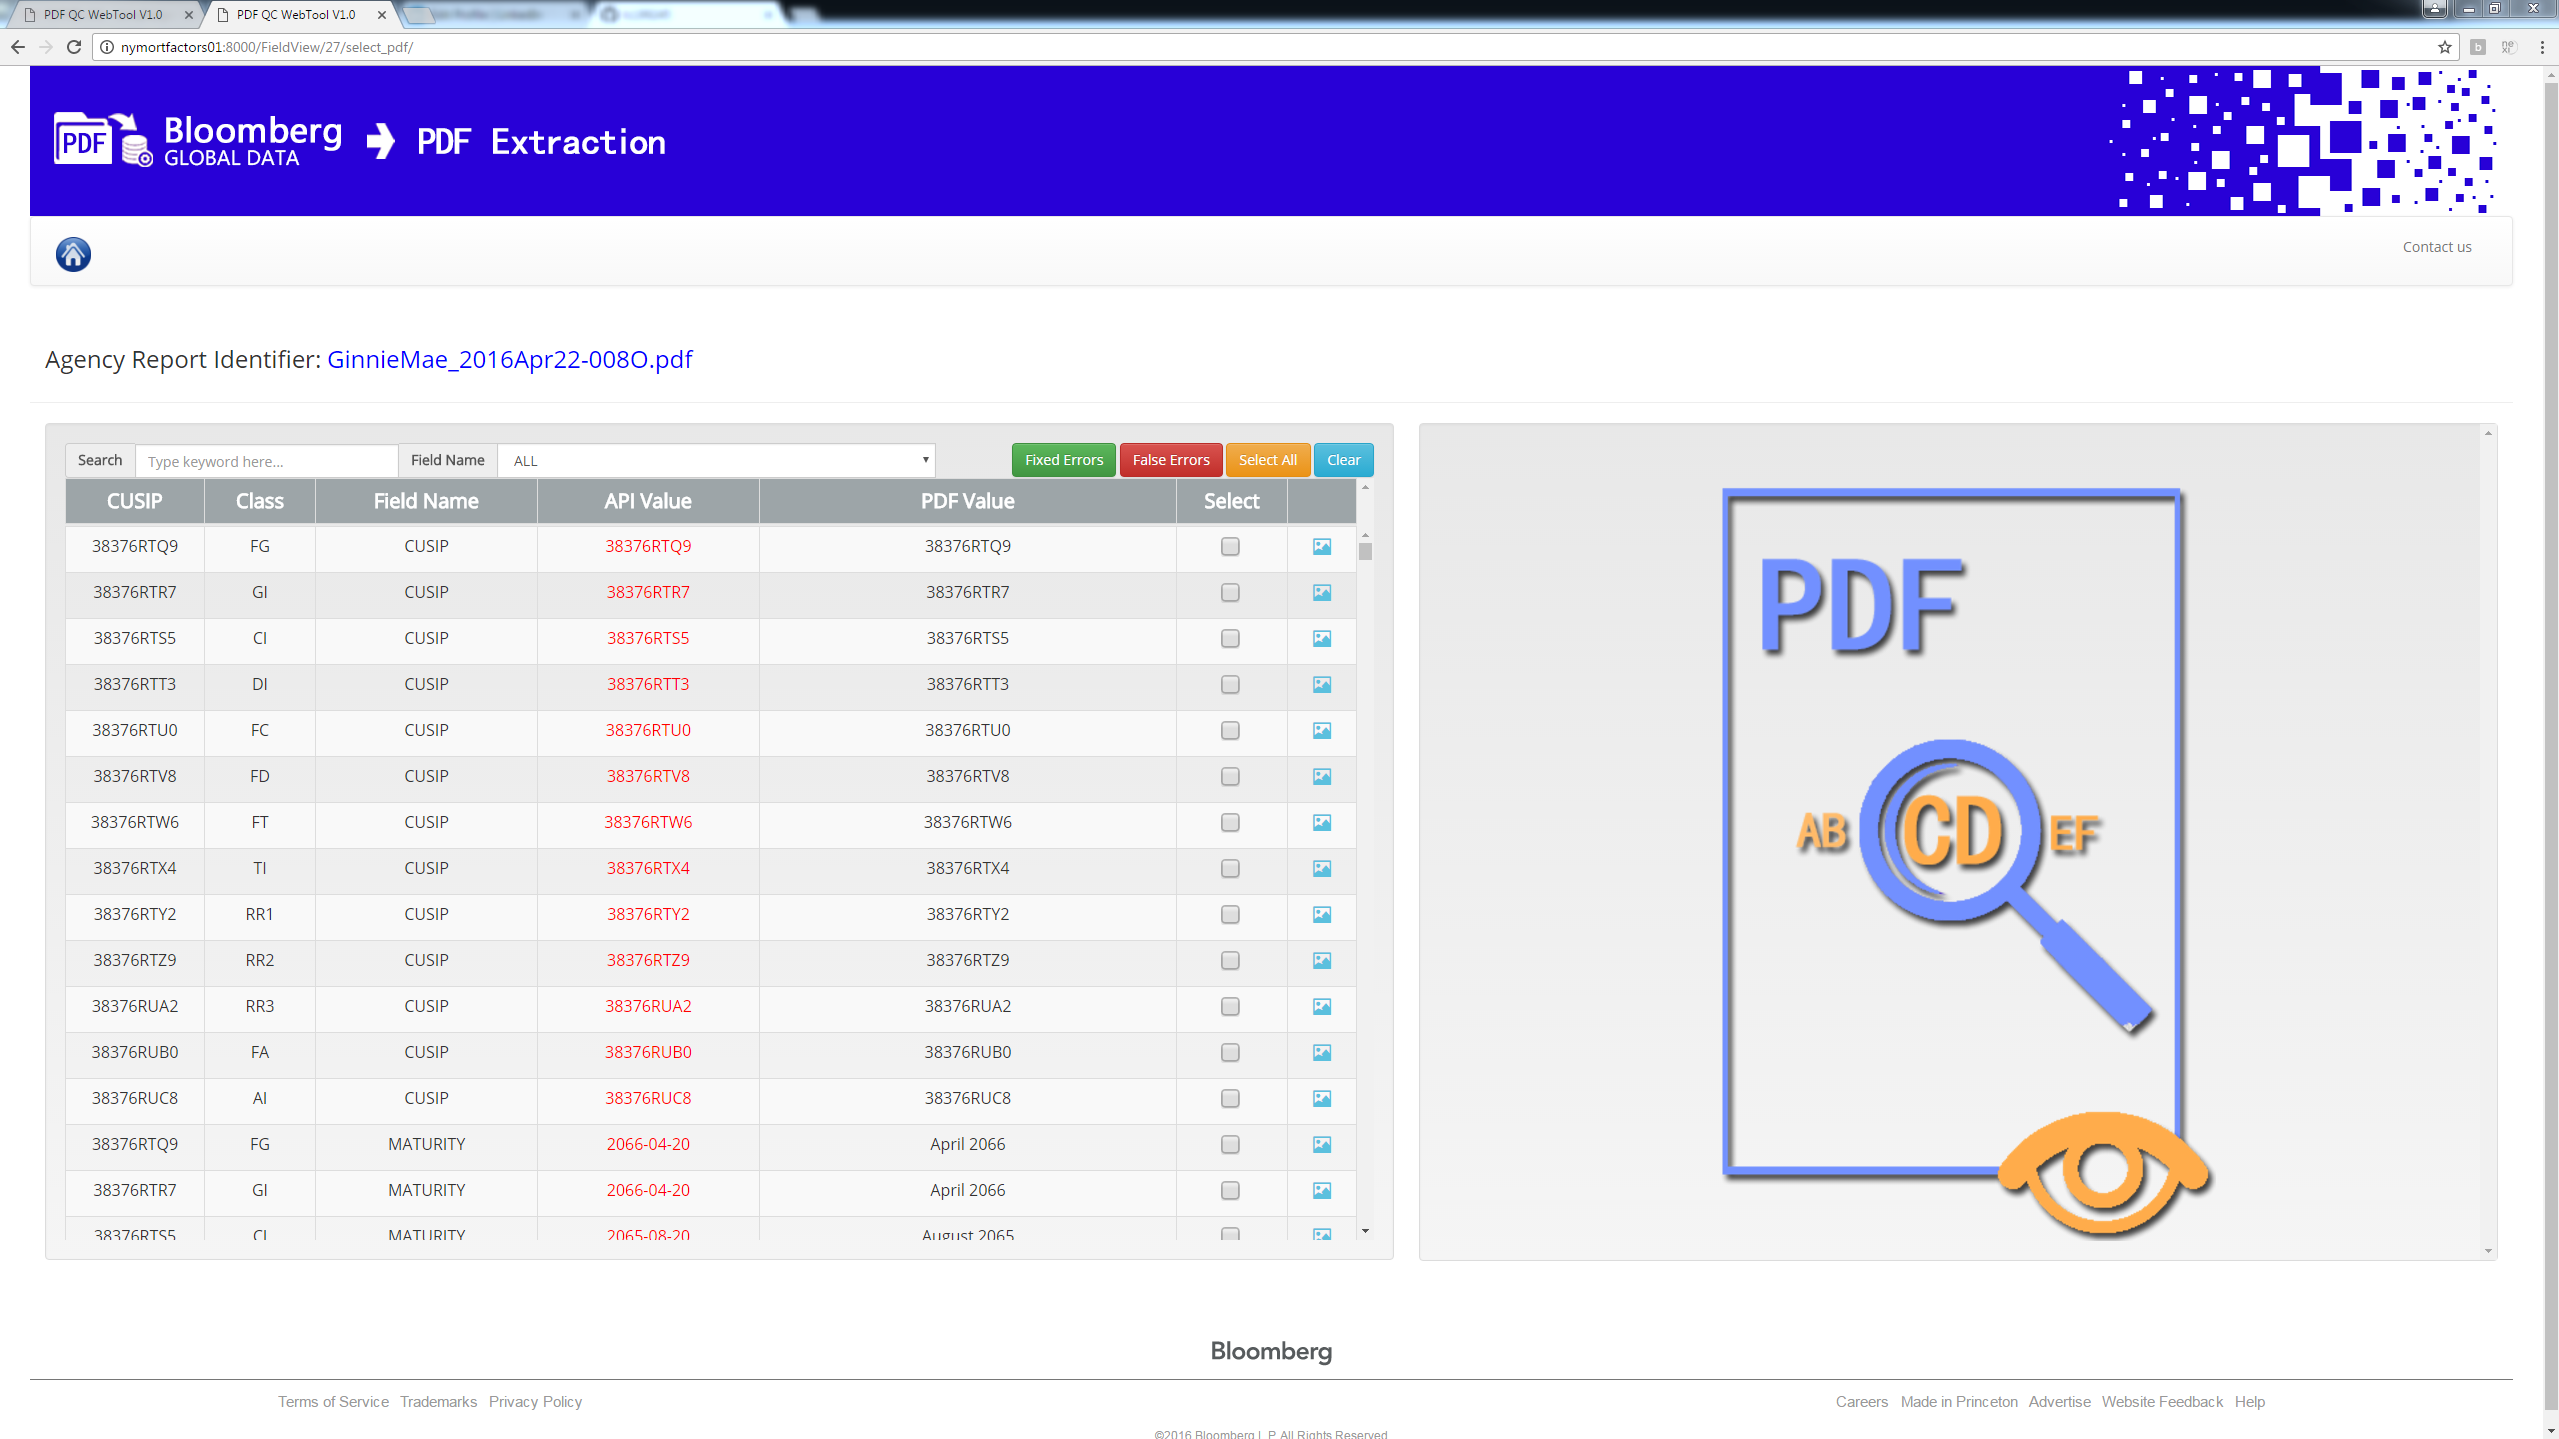 PDF QC WebTool V1.0
PDF QC WebTool V1.0
nymortfactors01:8000/FieldView/27/select_pdf/
PDF Bloomberg GLOBAL DATA PDF Extraction
Contact us
Agency Report Identifier: GinnieMae_2016Apr22-008O.pdf
Search Type keyword here... Field Name ALL Fixed Errors False Errors Select All Clear
CUSIP Class Field Name API Value PDF Value Select
38376RTQ9 FG CUSIP 38376RTQ9 38376RTQ9
38376RTR7 GI CUSIP 38376RTR7 38376RTR7
38376RTS5 CI CUSIP 38376RTS5 38376RTS5
38376RTT3 DI CUSIP 38376RTT3 38376RTT3
38376RTU0 FC CUSIP 38376RTU0 38376RTU0
38376RTV8 FD CUSIP 38376RTV8 38376RTV8
38376RTW6 FT CUSIP 38376RTW6 38376RTW6
38376RTX4 TI CUSIP 38376RTX4 38376RTX4
38376RTY2 RR1 CUSIP 38376RTY2 38376RTY2
38376RTZ9 RR2 CUSIP 38376RTZ9 38376RTZ9
38376RUA2 RR3 CUSIP 38376RUA2 38376RUA2
38376RUB0 FA CUSIP 38376RUB0 38376RUB0
38376RUC8 AI CUSIP 38376RUC8 38376RUC8
38376RTQ9 FG MATURITY 2066-04-20 April 2066
38376RTR7 GI MATURITY 2066-04-20 April 2066
38376RTS5 CI MATURITY 2065-08-20 August 2065
PDF
AB CD EF
Bloomberg
Terms of Service Trademarks Privacy Policy Careers Made in Princeton Advertise Website Feedback Help
©2016 Bloomberg L.P. All Rights Reserved